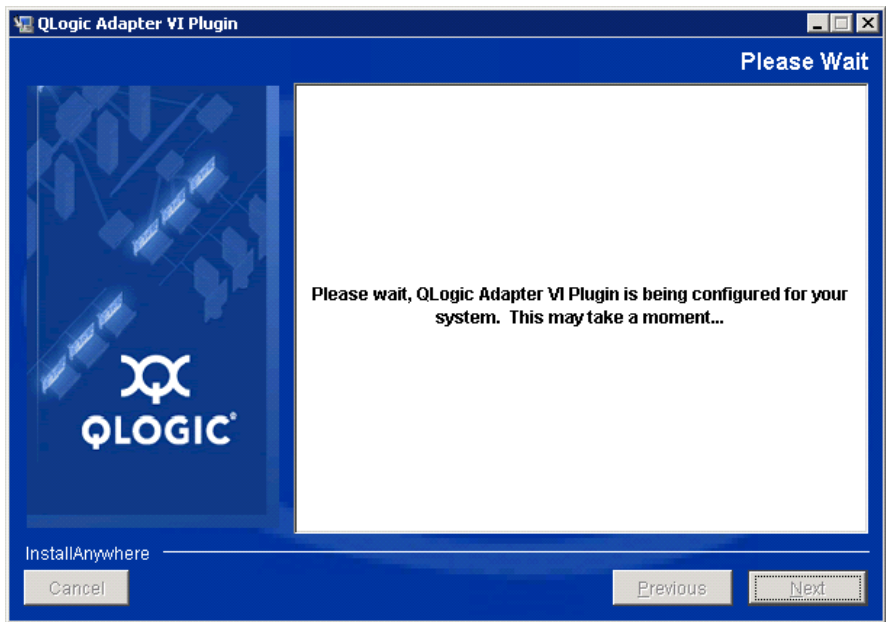 QLogic Adapter VI Plugin
Please Wait
Please wait, QLogic Adapter VI Plugin is being configured for your
system.  This may take a moment...
QLOGIC®
InstallAnywhere
Cancel
Previous
Next